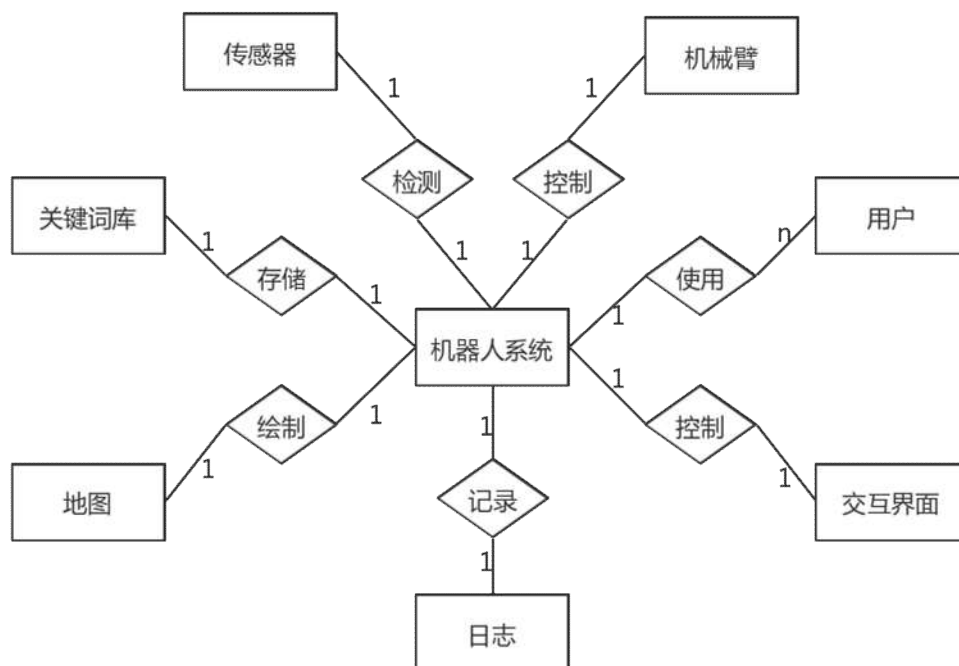 传感器
机械臂
1
1
检测
控制
关键词库
用户
1
n
1
1
存储
使用
1
1
机器人系统
1
绘制
1
1
控制
1
1
地图
记录
交互界面
1
日志